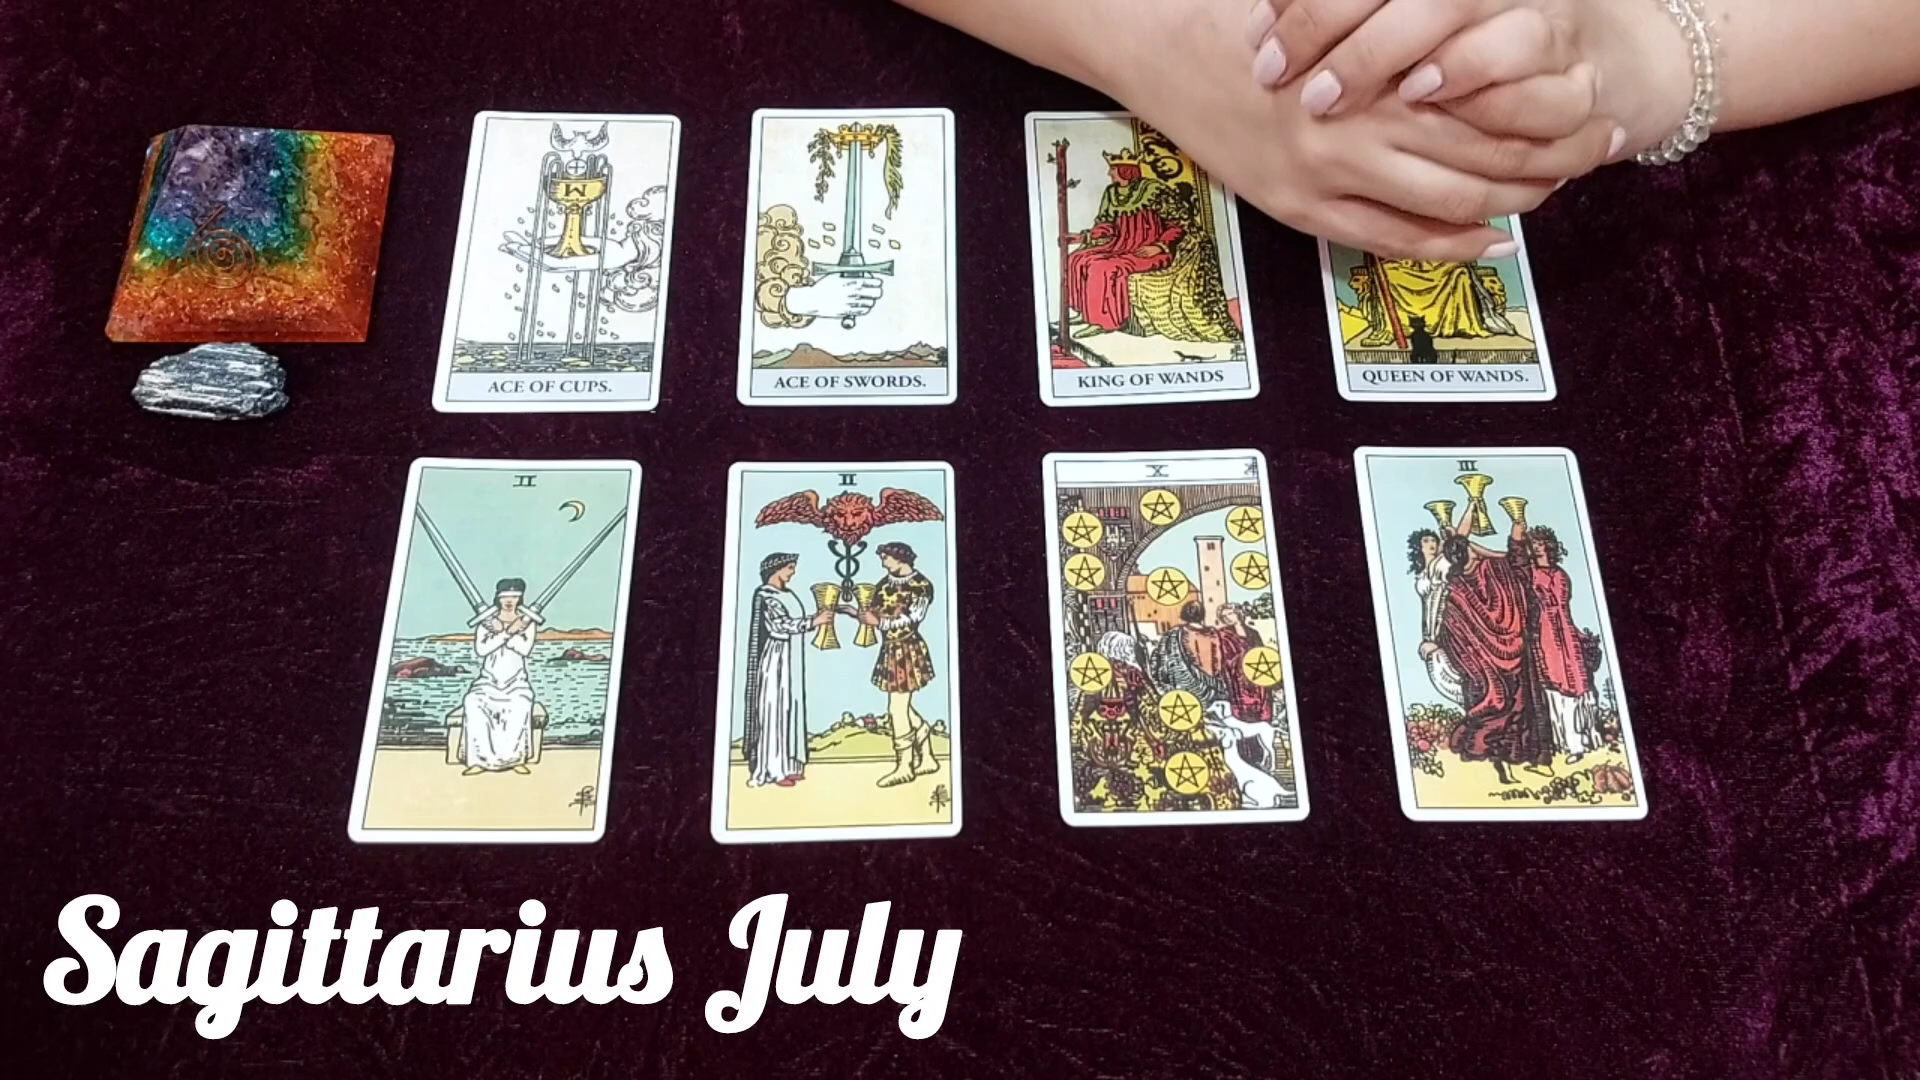 ACE OF CUPS.
ACE OF SWORDS.
KING OF WANDS
QUEEN OF WANDS.
II
II
X
III
Sagittarius July